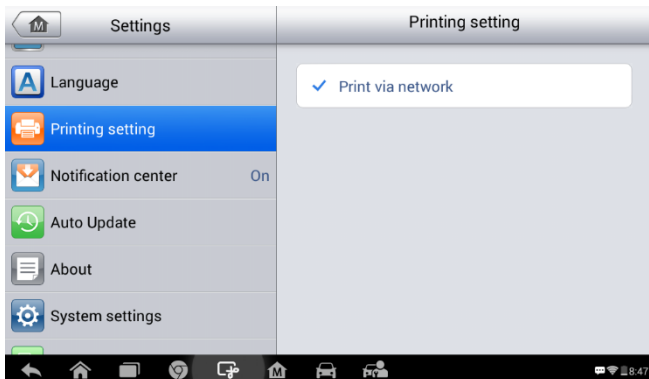 M
Settings
Printing setting
A Language
Printing setting
Notification center On
Auto Update
About
System settings
Print via network
M
8:47